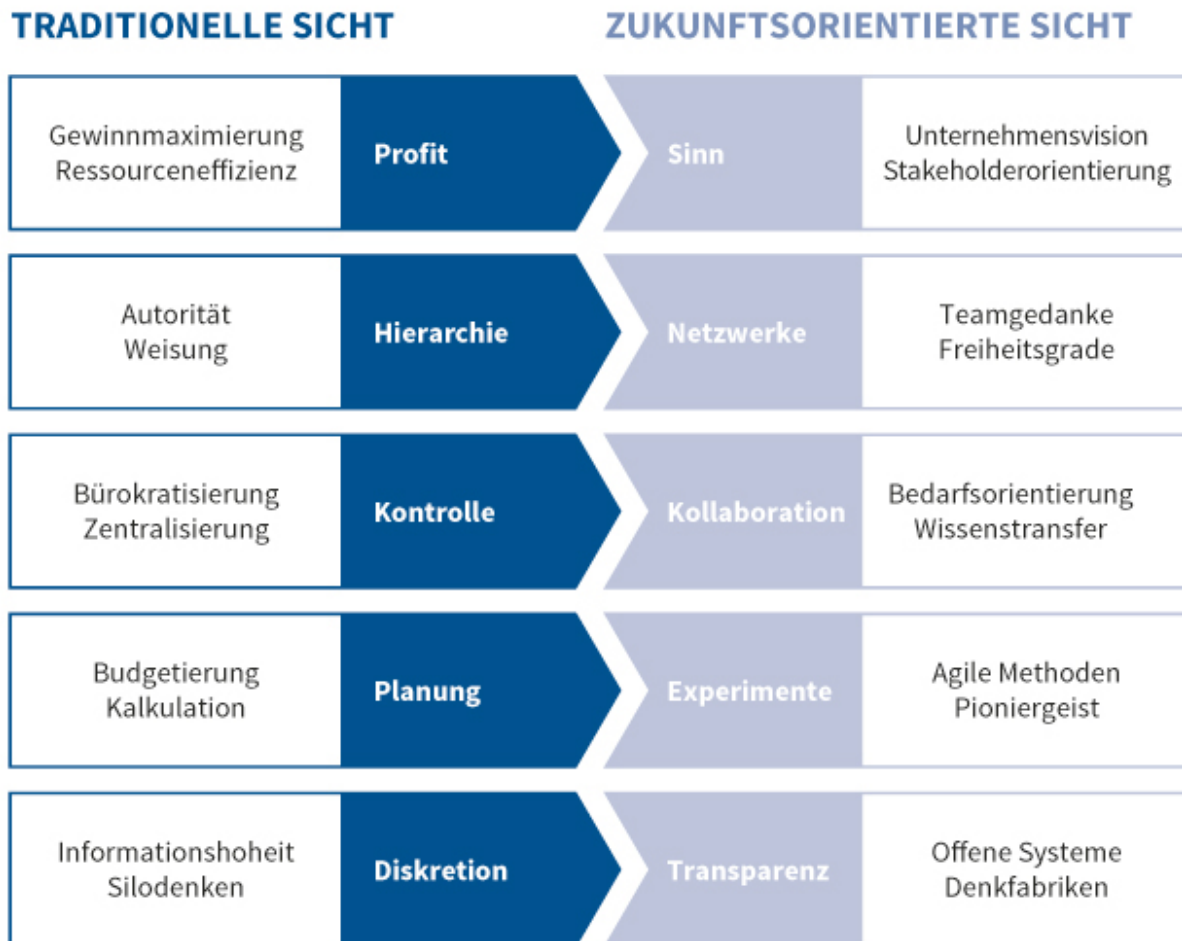 TRADITIONELLE SICHT
ZUKUNFTSORIENTIERTE SICHT
Gewinnmaximierung
Ressourceneffizienz
Profit
Sinn
Unternehmensvision
Stakeholderorientierung
Autorität
Weisung
Hierarchie
Netzwerke
Teamgedanke
Freiheitsgrade
Bürokratisierung
Zentralisierung
Kontrolle
Kollaboration
Bedarfsorientierung
Wissenstransfer
Budgetierung
Kalkulation
Planung
Experimente
Agile Methoden
Pioniergeist
Informationshoheit
Silodenken
Diskretion
Transparenz
Offene Systeme
Denkfabriken